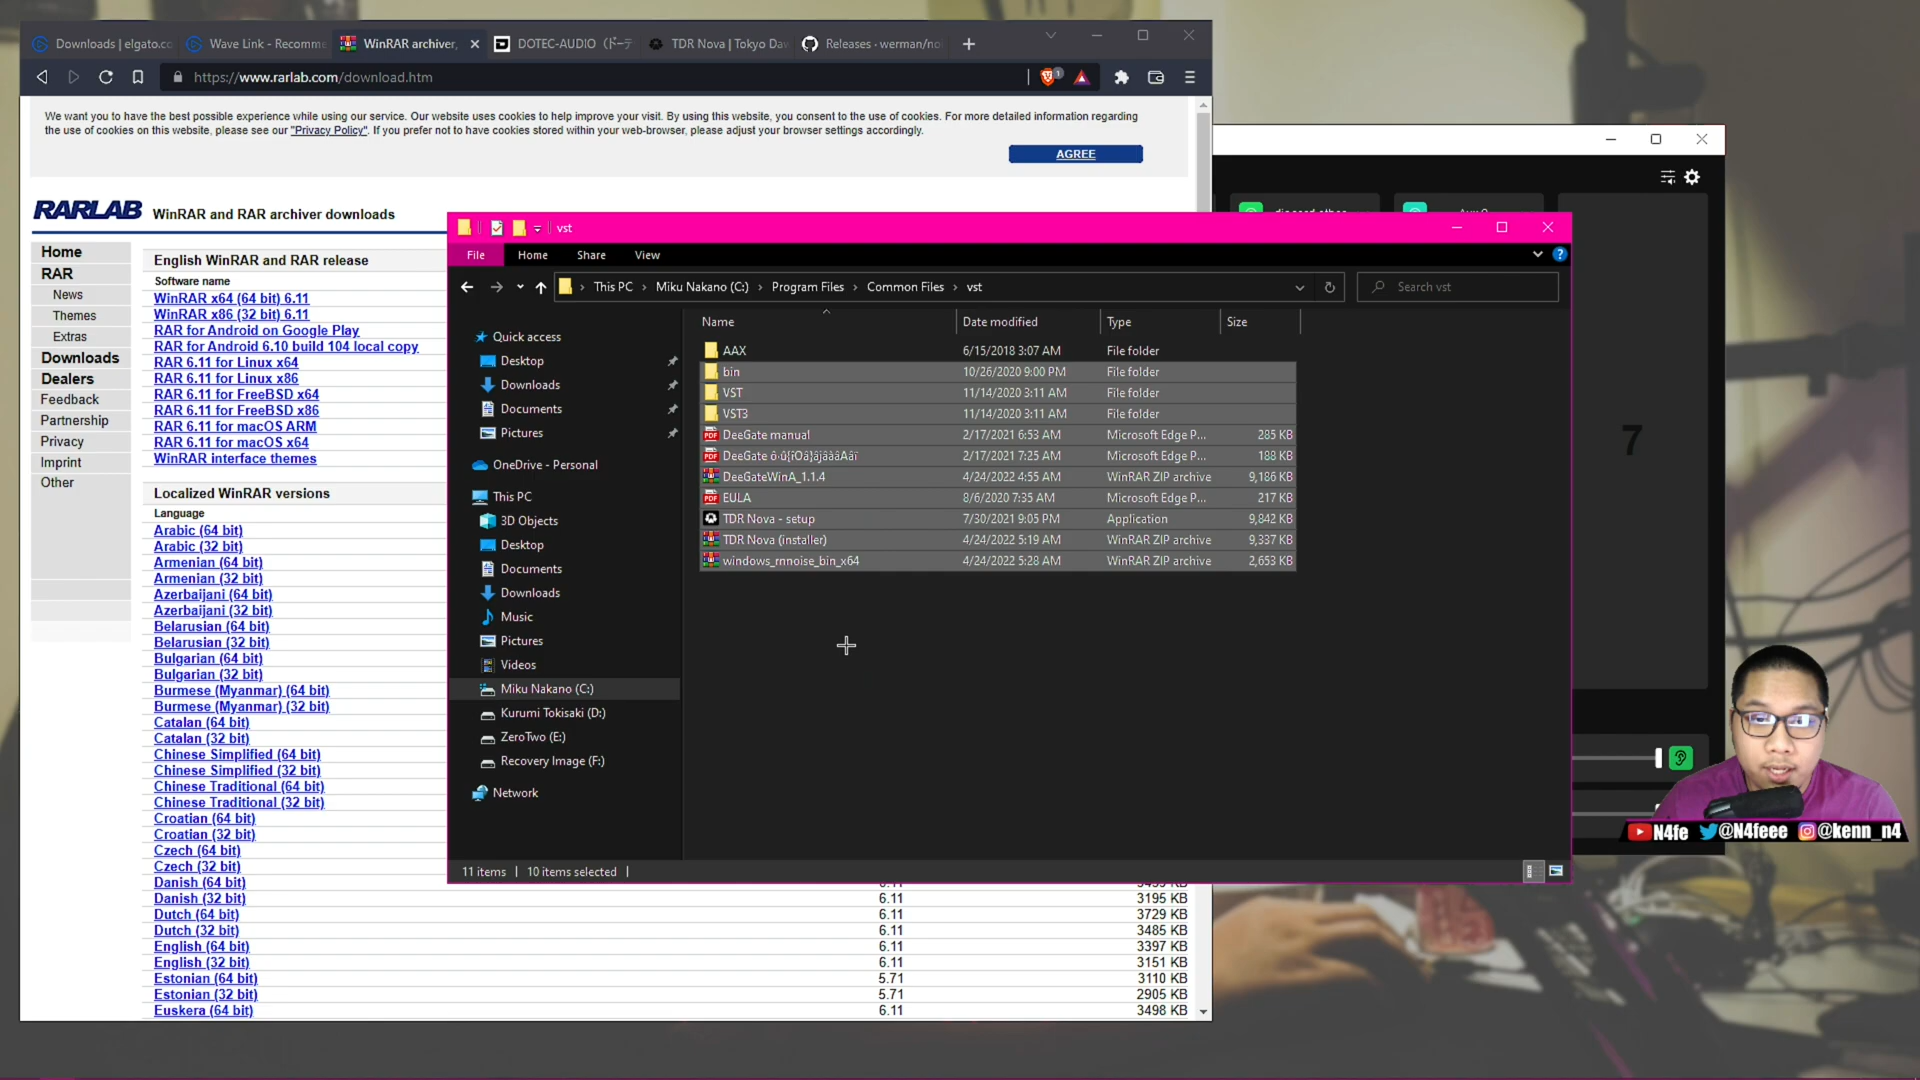 Downloads | elgato.co
Wave Link - Recomme
WinRAR archiver,
DOTEC-AUDIO (ドーテ
TDR Nova | Tokyo Daw
Releases · werman/no
https://www.rarlab.com/download.htm
We want you to have the best possible experience while using our service. Our website uses cookies to help improve your visit. By using this website, you consent to the use of cookies. For more detailed information regarding
the use of cookies on this website, please see our "Privacy Policy". If you prefer not to have cookies stored within your web-browser, please adjust your browser settings accordingly.
AGREE
RARLAB
WinRAR and RAR archiver downloads
Home
RAR
News
Themes
Extras
Downloads
Dealers
Feedback
Partnership
Privacy
Imprint
Other
English WinRAR and RAR release
Software name
WinRAR x64 (64 bit) 6.11
WinRAR x86 (32 bit) 6.11
RAR for Android on Google Play
RAR for Android 6.10 build 104 local copy
RAR 6.11 for Linux x64
RAR 6.11 for Linux x86
RAR 6.11 for FreeBSD x64
RAR 6.11 for FreeBSD x86
RAR 6.11 for macOS ARM
RAR 6.11 for macOS x64
WinRAR interface themes
Localized WinRAR versions
Language
Arabic (64 bit)
Arabic (32 bit)
Armenian (64 bit)
Armenian (32 bit)
Azerbaijani (64 bit)
Azerbaijani (32 bit)
Belarusian (64 bit)
Belarusian (32 bit)
Bulgarian (64 bit)
Bulgarian (32 bit)
Burmese (Myanmar) (64 bit)
Burmese (Myanmar) (32 bit)
Catalan (64 bit)
Catalan (32 bit)
Chinese Simplified (64 bit)
Chinese Simplified (32 bit)
Chinese Traditional (64 bit)
Chinese Traditional (32 bit)
Croatian (64 bit)
Croatian (32 bit)
Czech (64 bit)
Czech (32 bit)
Danish (64 bit)
Danish (32 bit) 6.11 3195 KB
Dutch (64 bit) 6.11 3729 KB
Dutch (32 bit) 6.11 3485 KB
English (64 bit) 6.11 3397 KB
English (32 bit) 6.11 3151 KB
Estonian (64 bit) 5.71 3110 KB
Estonian (32 bit) 5.71 2905 KB
Euskera (64 bit) 6.11 3498 KB
vst
File Home Share View
This PC Miku Nakano (C:) Program Files Common Files vst
Search vst
Quick access
Desktop
Downloads
Documents
Pictures
OneDrive - Personal
This PC
3D Objects
Desktop
Documents
Downloads
Music
Pictures
Videos
Miku Nakano (C:)
Kurumi Tokisaki (D:)
ZeroTwo (E:)
Recovery Image (F:)
Network
Name Date modified Type Size
AAX 6/15/2018 3:07 AM File folder
bin 10/26/2020 9:00 PM File folder
VST 11/14/2020 3:11 AM File folder
VST3 11/14/2020 3:11 AM File folder
DeeGate manual 2/17/2021 6:53 AM Microsoft Edge P... 285 KB
DeeGate 2/17/2021 7:25 AM Microsoft Edge P... 188 KB
DeeGateWinA_1.1.4 4/24/2022 4:55 AM WinRAR ZIP archive 9,186 KB
EULA 8/6/2020 7:35 AM Microsoft Edge P... 217 KB
TDR Nova - setup 7/30/2021 9:05 PM Application 9,842 KB
TDR Nova (installer) 4/24/2022 5:19 AM WinRAR ZIP archive 9,337 KB
windows_rnnoise_bin_x64 4/24/2022 5:28 AM WinRAR ZIP archive 2,653 KB
11 items 10 items selected
7
N4fe @N4feee @kenn_n4